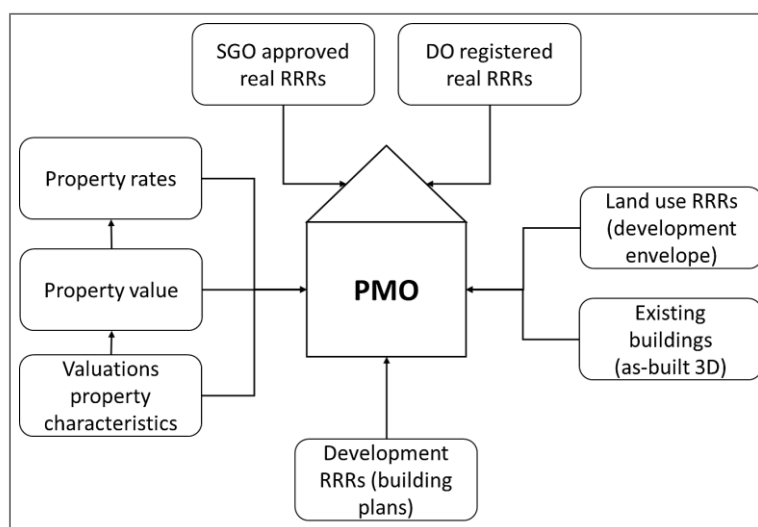 SGO approved
real RRRs
DO registered
real RRRs
Property rates
Property value
Valuations
property
characteristics
PMO
Land use RRRs
(development
envelope)
Existing
buildings
(as-built 3D)
Development
RRRs (building
plans)